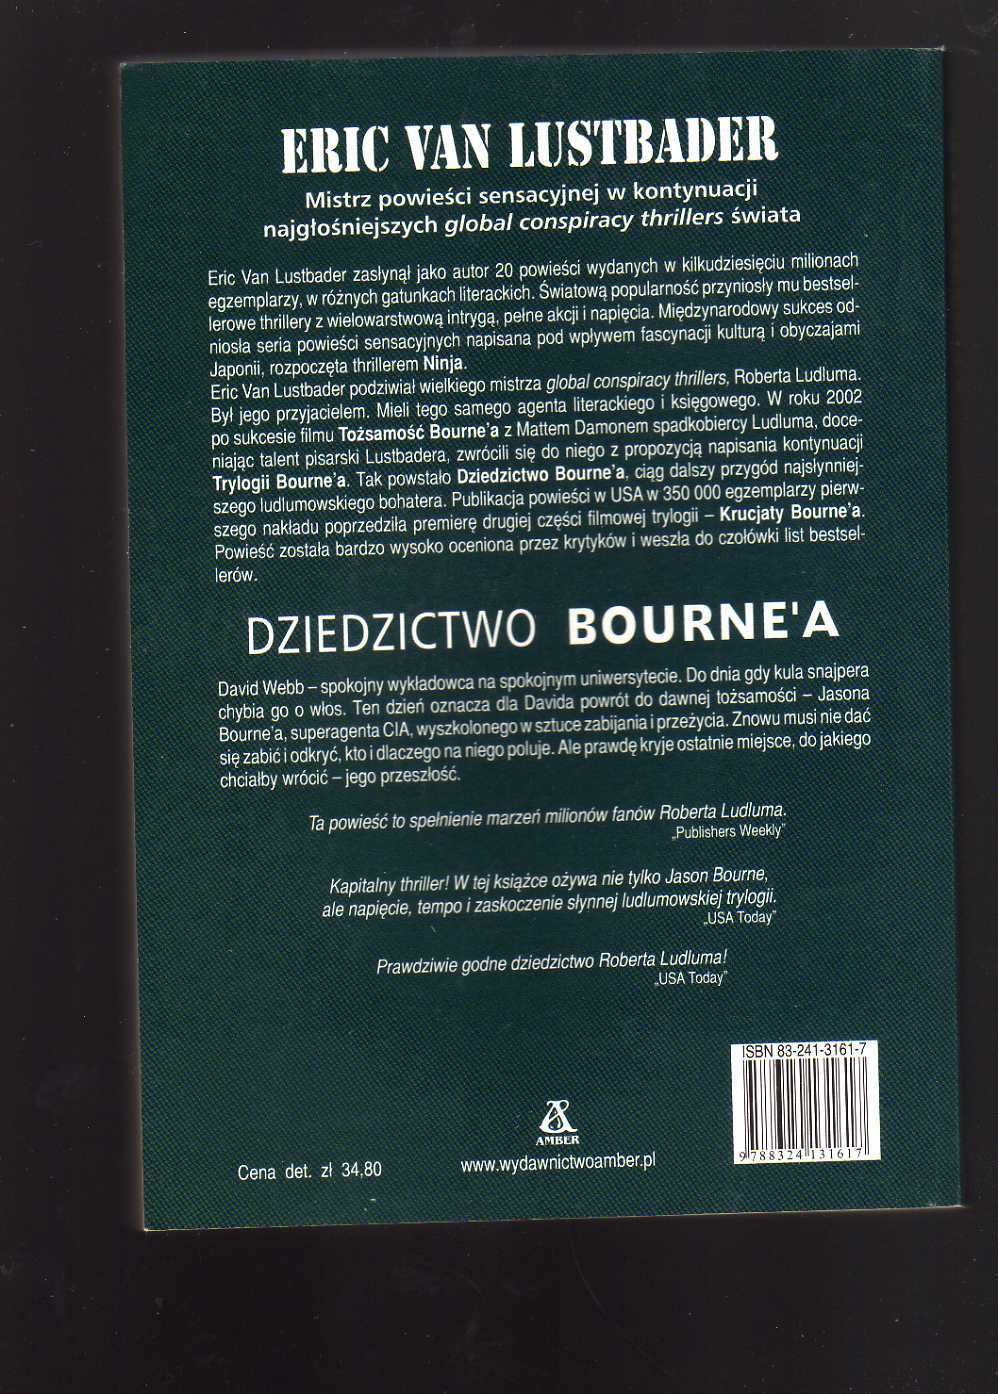 ERIC VAN LUSTBADER
Mistrz powieści sensacyjnej w kontynuacji
najgłośniejszych global conspiracy thrillers świata
Eric Van Lustbader zasłynął jako autor 20 powieści wydanych w kilkudziesięciu milionach
egzemplarzy, w różnych gatunkach literackich. Światową popularność przyniosły mu bestsel-
lerowe thrillery z wielowarstwową intrygą, pełne akcji i napięcia. Międzynarodowy sukces od-
niosła seria powieści sensacyjnych napisana pod wpływem fascynacji kulturą i obyczajami
Japonii, rozpoczęta thrillerem Ninja.
Eric Van Lustbader podziwiał wielkiego mistrza global conspiracy thrillers, Roberta Ludluma.
Był jego przyjacielem. Mieli tego samego agenta literackiego i księgowego. W roku 2002
po sukcesie filmu Tożsamość Bourne'a z Mattem Damonem spadkobiercy Ludluma, doce-
niając talent pisarski Lustbadera, zwrócili się do niego z propozycją napisania kontynuacji
Trylogii Bourne'a. Tak powstało Dziedzictwo Bourne'a, ciąg dalszy przygód najsłynniej-
szego ludlumowskiego bohatera. Publikacja powieści w USA w 350 000 egzemplarzy pierw-
szego nakładu poprzedziła premierę drugiej części filmowej trylogii – Krucjaty Bourne'a.
Powieść została bardzo wysoko oceniona przez krytyków i weszła do czołówki list bestsel-
lerów.
DZIEDZICTWO BOURNE'A
David Webb – spokojny wykładowca na spokojnym uniwersytecie. Do dnia gdy kula snajpera
chybia go o włos. Ten dzień oznacza dla Davida powrót do dawnej tożsamości – Jasona
Bourne'a, superagenta CIA, wyszkolonego w sztuce zabijania i przeżycia. Znowu musi nie dać
się zabić i odkryć, kto i dlaczego na niego poluje. Ale prawdę kryje ostatnie miejsce, do jakiego
chciałby wrócić – jego przeszłość.
Ta powieść to spełnienie marzeń milionów fanów Roberta Ludluma.
„Publishers Weekly"
Kapitalny thriller! W tej książce ożywa nie tylko Jason Bourne,
ale napięcie, tempo i zaskoczenie słynnej ludlumowskiej trylogii.
„USA Today"
Prawdziwie godne dziedzictwo Roberta Ludluma!
„USA Today"
ISBN 83-241-3161-7
9 788324 131617
A
AMBER
Cena det. zł 34,80
www.wydawnictwoamber.pl